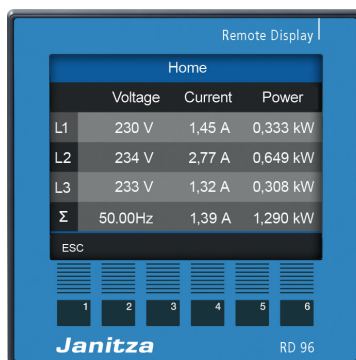 Remote Display
Home
Voltage Current Power
L1 230 V 1,45 A 0,333 kW
L2 234 V 2,77 A 0,649 kW
L3 233 V 1,32 A 0,308 kW
Σ 50.00Hz 1,39 A 1,290 kW
ESC
1 2 3 4 5 6
Janitza RD 96